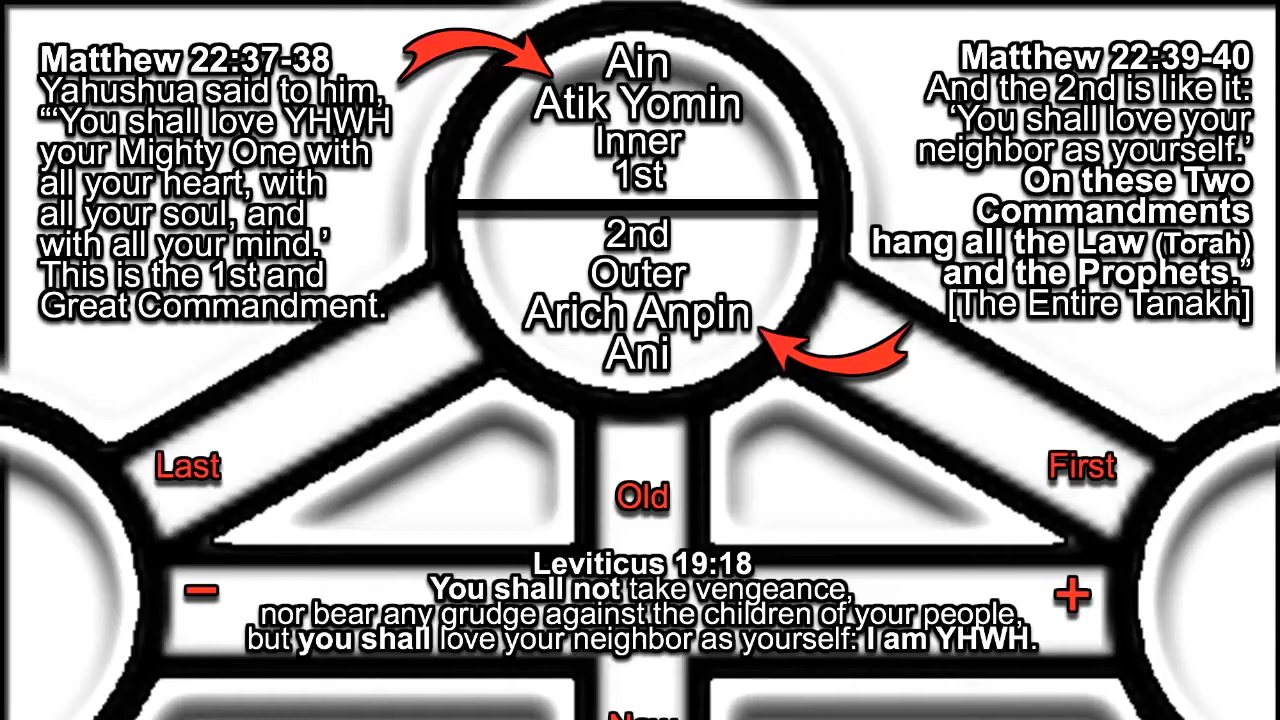 Matthew 22:37-38
Yahushua said to him,
“‘You shall love YHWH
your Mighty One with
all your heart, with
all your soul, and
with all your mind.’
This is the 1st and
Great Commandment.
Ain
Atik Yomin
Inner
1st
2nd
Outer
Arich Anpin
Ani
Matthew 22:39-40
And the 2nd is like it:
‘You shall love your
neighbor as yourself.’
On these Two
Commandments
hang all the Law (Torah)
and the Prophets.”
[The Entire Tanakh]
Last
Old
First
Leviticus 19:18
You shall not take vengeance,
nor bear any grudge against the children of your people,
but you shall love your neighbor as yourself: I am YHWH.
−
+